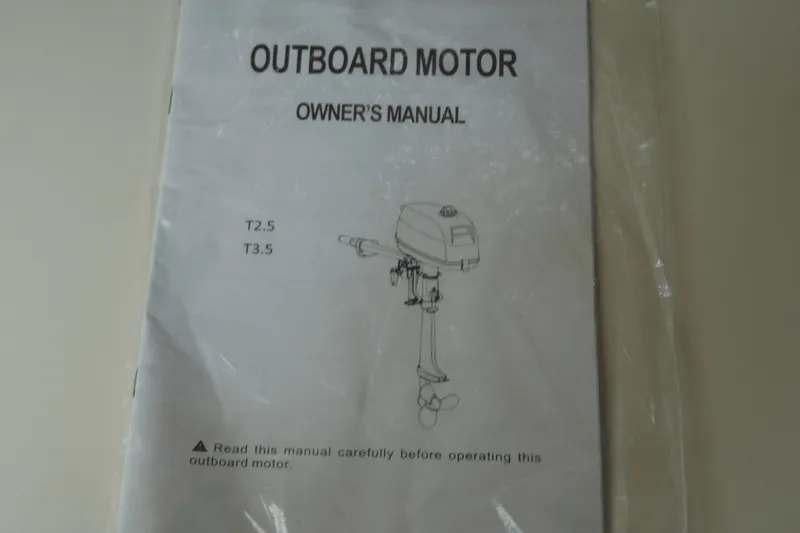 OUTBOARD MOTOR
OWNER'S MANUAL
T2.5
T3.5
Read this manual carefully before operating this
outboard motor.